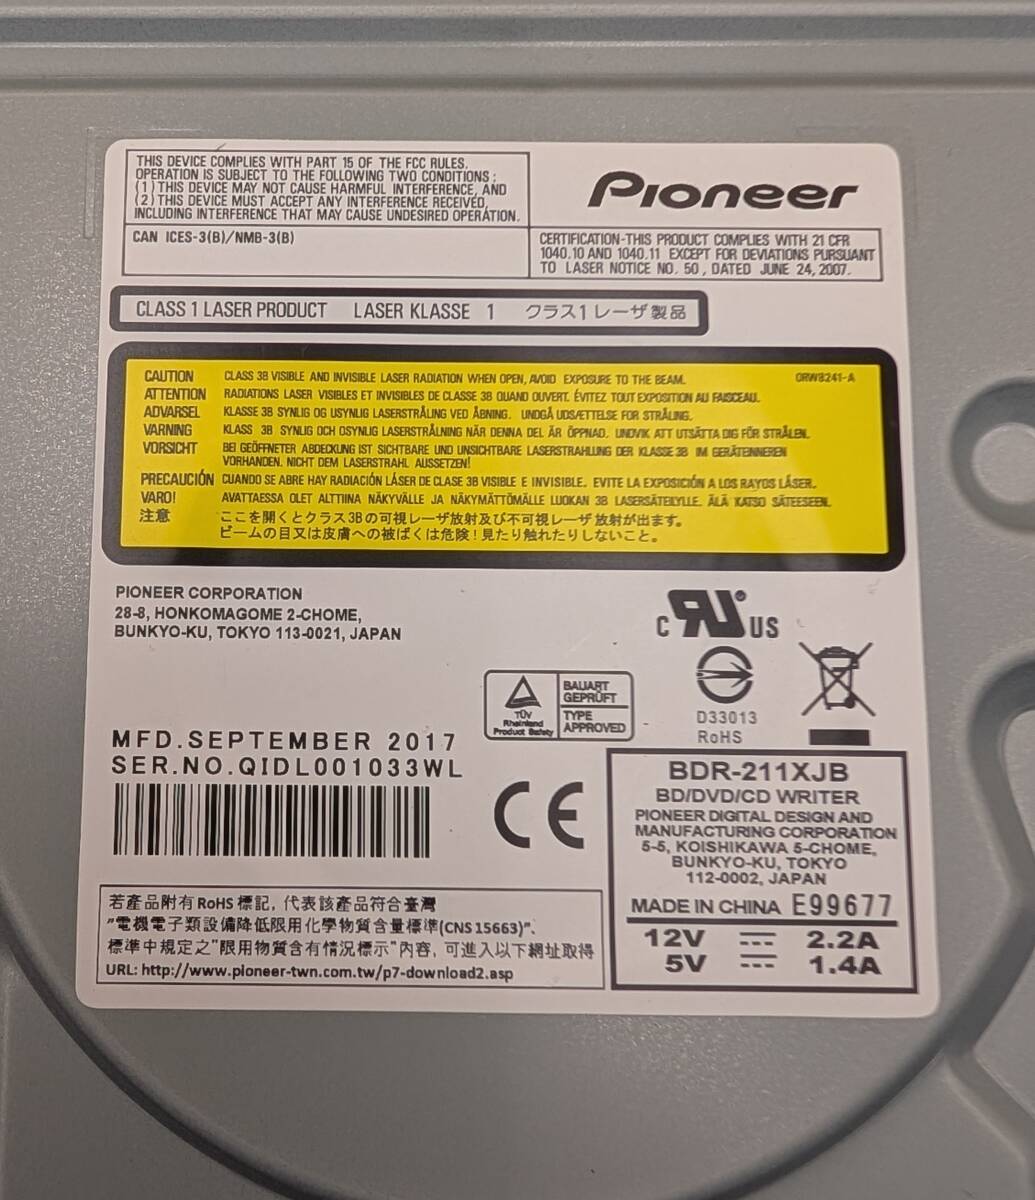 THIS DEVICE COMPLIES WITH PART 15 OF THE FCC RULES.
OPERATION IS SUBJECT TO THE FOLLOWING TWO CONDITIONS ;
(1) THIS DEVICE MAY NOT CAUSE HARMFUL INTERFERENCE, AND
(2) THIS DEVICE MUST ACCEPT ANY INTERFERENCE RECEIVED,
INCLUDING INTERFERENCE THAT MAY CAUSE UNDESIRED OPERATION.
CAN ICES-3(B)/NMB-3(B)
Pioneer
CERTIFICATION-THIS PRODUCT COMPLIES WITH 21 CFR
1040.10 AND 1040.11 EXCEPT FOR DEVIATIONS PURSUANT
TO LASER NOTICE NO. 50 , DATED JUNE 24, 2007.
CLASS 1 LASER PRODUCT LASER KLASSE 1 クラス1 レーザ製品
CAUTION CLASS 3B VISIBLE AND INVISIBLE LASER RADIATION WHEN OPEN, AVOID EXPOSURE TO THE BEAM. ORW8241-A
ATTENTION RADIATIONS LASER VISIBLES ET INVISIBLES DE CLASSE 3B QUAND OUVERT. ÉVITEZ TOUT EXPOSITION AU FAISCEAU.
ADVARSEL KLASSE 3B SYNLIG OG USYNLIG LASERSTRÅLING VED ÅBNING. UNDGÅ UDSÆTTELSE FOR STRÅLING.
VARNING KLASS 3B SYNLIG OCH OSYNLIG LASERSTRÅLNING NÄR DENNA DEL ÄR ÖPPNAD. UNDVIK ATT UTSÄTTA DIG FÖR STRÅLEN.
VORSICHT BEI GEÖFFNETER ABDECKUNG IST SICHTBARE UND UNSICHTBARE LASERSTRAHLUNG DER KLASSE 3B IM GERÄTEINNEREN
VORHANDEN. NICHT DEM LASERSTRAHL AUSSETZEN!
PRECAUCIÓN CUANDO SE ABRE HAY RADIACIÓN LÁSER DE CLASE 3B VISIBLE E INVISIBLE. EVITE LA EXPOSICIÓN A LOS RAYOS LÁSER.
VARO! AVATTAESSA OLET ALTTIINA NÄKYVÄLLE JA NÄKYMÄTTÖMÄLLE LUOKAN 3B LASERSÄTEILYLLE. ÄLÄ KATSO SÄTEESEEN.
注意 ここを開くとクラス3Bの可視レーザ放射及び不可視レーザ放射が出ます。
ビームの目又は皮膚への被ばくは危険!見たり触れたりしないこと。
PIONEER CORPORATION
28-8, HONKOMAGOME 2-CHOME,
BUNKYO-KU, TOKYO 113-0021, JAPAN
C RU US
TÜV
Rheinland
Product Safety
BAUART
GEPRÜFT
TYPE
APPROVED
D33013
RoHS
MFD.SEPTEMBER 2017
SER.NO.QIDL001033WL
CE
BDR-211XJB
BD/DVD/CD WRITER
PIONEER DIGITAL DESIGN AND
MANUFACTURING CORPORATION
5-5, KOISHIKAWA 5-CHOME,
BUNKYO-KU, TOKYO
112-0002, JAPAN
MADE IN CHINA E99677
12V 2.2A
5V 1.4A
若產品附有RoHS標記, 代表該產品符合臺灣
"電機電子類設備降低限用化學物質含量標準(CNS 15663)"、
標準中規定之"限用物質含有情況標示"內容, 可進入以下網址取得
URL: http://www.pioneer-twn.com.tw/p7-download2.asp